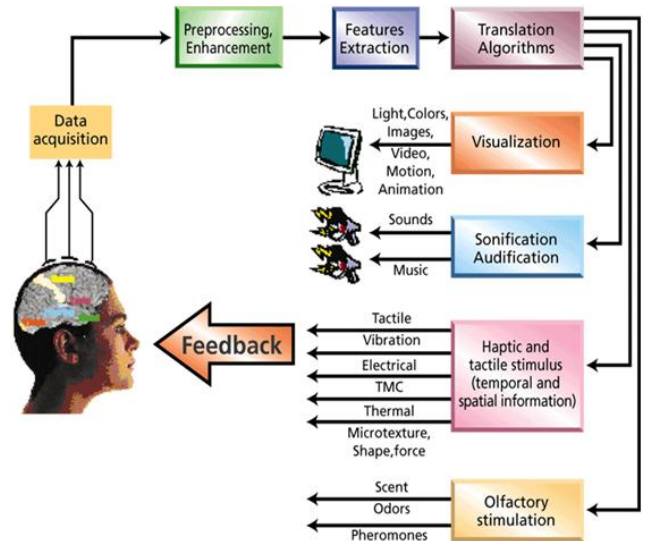 Preprocessing,
Enhancement
Features
Extraction
Translation
Algorithms
Data
acquisition
Light,Colors,
Images,
Video,
Motion,
Animation
Visualization
Sounds
Music
Sonification
Audification
Feedback
Tactile
Vibration
Electrical
TMC
Thermal
Microtexture,
Shape,force
Haptic and
tactile stimulus
(temporal and
spatial information)
Scent
Odors
Pheromones
Olfactory
stimulation